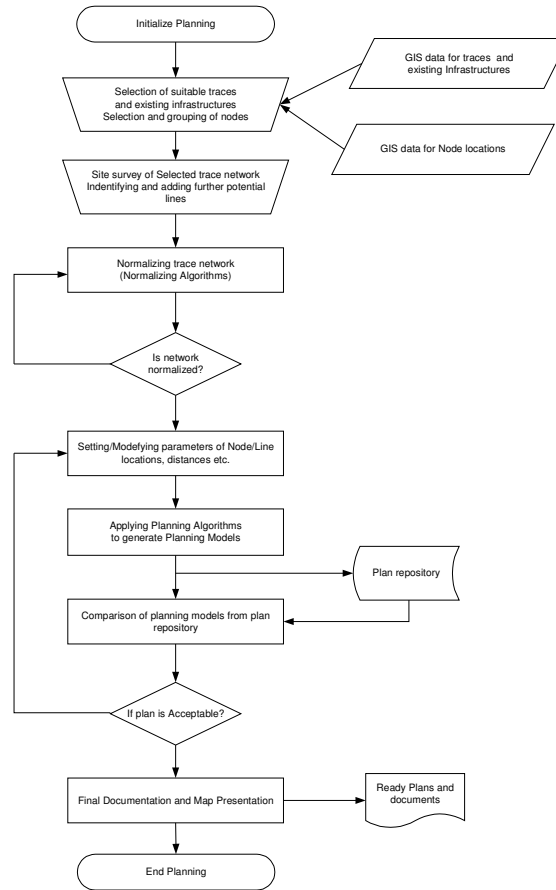 Initialize Planning
GIS data for traces and
existing Infrastructures
Selection of suitable traces
and existing infrastructures
Selection and grouping of nodes
GIS data for Node locations
Site survey of Selected trace network
Indentifying and adding further potential
lines
Normalizing trace network
(Normalizing Algorithms)
Is network
normalized?
Setting/Modefying parameters of Node/Line
locations, distances etc.
Applying Planning Algorithms
to generate Planning Models
Plan repository
Comparison of planning models from plan
repository
If plan is Acceptable?
Final Documentation and Map Presentation
Ready Plans and
documents
End Planning